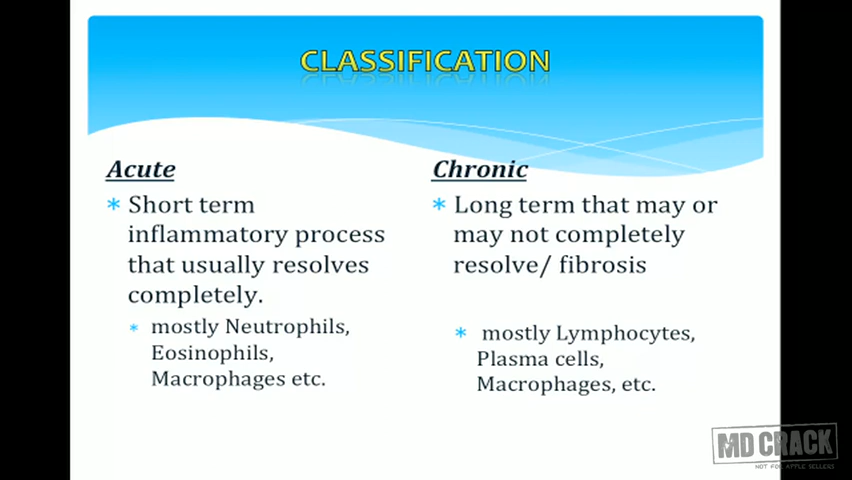 CLASSIFICATION
Acute
* Short term
inflammatory process
that usually resolves
completely.
* mostly Neutrophils,
Eosinophils,
Macrophages etc.
Chronic
* Long term that may or
may not completely
resolve/ fibrosis
* mostly Lymphocytes,
Plasma cells,
Macrophages, etc.
MD CRACK
NOT FOR APPLE SELLERS